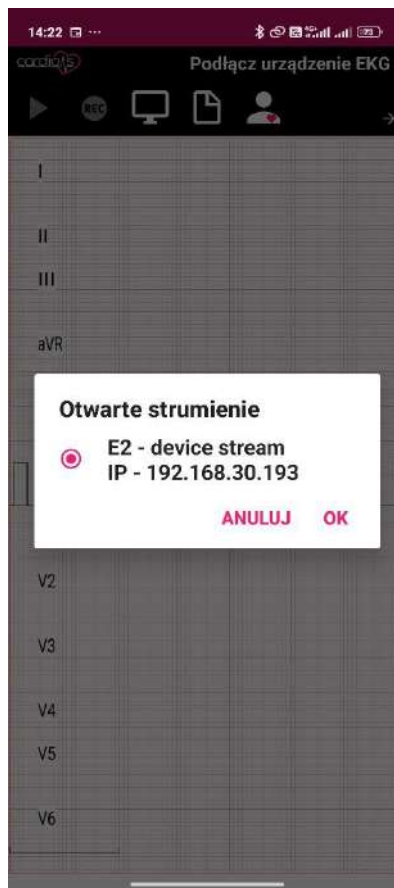 14:22
cardio
Podłącz urządzenie EKG
REC
I
II
III
aVR
Otwarte strumienie
E2 - device stream
IP - 192.168.30.193
ANULUJ OK
V2
V3
V4
V5
V6